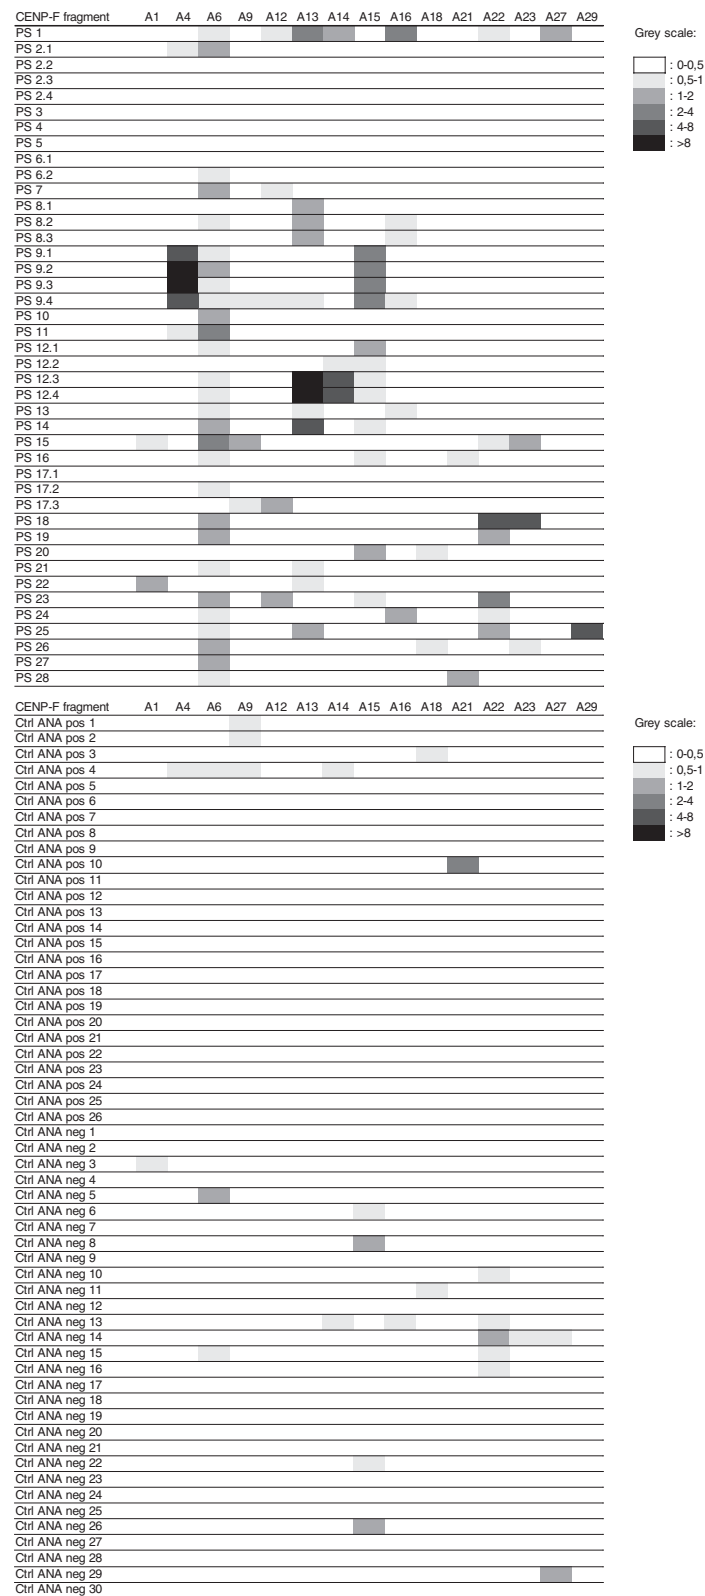 CENP-F fragment A1 A4 A6 A9 A12 A13 A14 A15 A16 A18 A21 A22 A23 A27 A29
PS 1
PS 2.1
PS 2.2
PS 2.3
PS 2.4
PS 3
PS 4
PS 5
PS 6.1
PS 6.2
PS 7
PS 8.1
PS 8.2
PS 8.3
PS 9.1
PS 9.2
PS 9.3
PS 9.4
PS 10
PS 11
PS 12.1
PS 12.2
PS 12.3
PS 12.4
PS 13
PS 14
PS 15
PS 16
PS 17.1
PS 17.2
PS 17.3
PS 18
PS 19
PS 20
PS 21
PS 22
PS 23
PS 24
PS 25
PS 26
PS 27
PS 28
Grey scale:
: 0-0,5
: 0,5-1
: 1-2
: 2-4
: 4-8
: >8
CENP-F fragment A1 A4 A6 A9 A12 A13 A14 A15 A16 A18 A21 A22 A23 A27 A29
Ctrl ANA pos 1
Ctrl ANA pos 2
Ctrl ANA pos 3
Ctrl ANA pos 4
Ctrl ANA pos 5
Ctrl ANA pos 6
Ctrl ANA pos 7
Ctrl ANA pos 8
Ctrl ANA pos 9
Ctrl ANA pos 10
Ctrl ANA pos 11
Ctrl ANA pos 12
Ctrl ANA pos 13
Ctrl ANA pos 14
Ctrl ANA pos 15
Ctrl ANA pos 16
Ctrl ANA pos 17
Ctrl ANA pos 18
Ctrl ANA pos 19
Ctrl ANA pos 20
Ctrl ANA pos 21
Ctrl ANA pos 22
Ctrl ANA pos 23
Ctrl ANA pos 24
Ctrl ANA pos 25
Ctrl ANA pos 26
Ctrl ANA neg 1
Ctrl ANA neg 2
Ctrl ANA neg 3
Ctrl ANA neg 4
Ctrl ANA neg 5
Ctrl ANA neg 6
Ctrl ANA neg 7
Ctrl ANA neg 8
Ctrl ANA neg 9
Ctrl ANA neg 10
Ctrl ANA neg 11
Ctrl ANA neg 12
Ctrl ANA neg 13
Ctrl ANA neg 14
Ctrl ANA neg 15
Ctrl ANA neg 16
Ctrl ANA neg 17
Ctrl ANA neg 18
Ctrl ANA neg 19
Ctrl ANA neg 20
Ctrl ANA neg 21
Ctrl ANA neg 22
Ctrl ANA neg 23
Ctrl ANA neg 24
Ctrl ANA neg 25
Ctrl ANA neg 26
Ctrl ANA neg 27
Ctrl ANA neg 28
Ctrl ANA neg 29
Ctrl ANA neg 30
Grey scale:
: 0-0,5
: 0,5-1
: 1-2
: 2-4
: 4-8
: >8